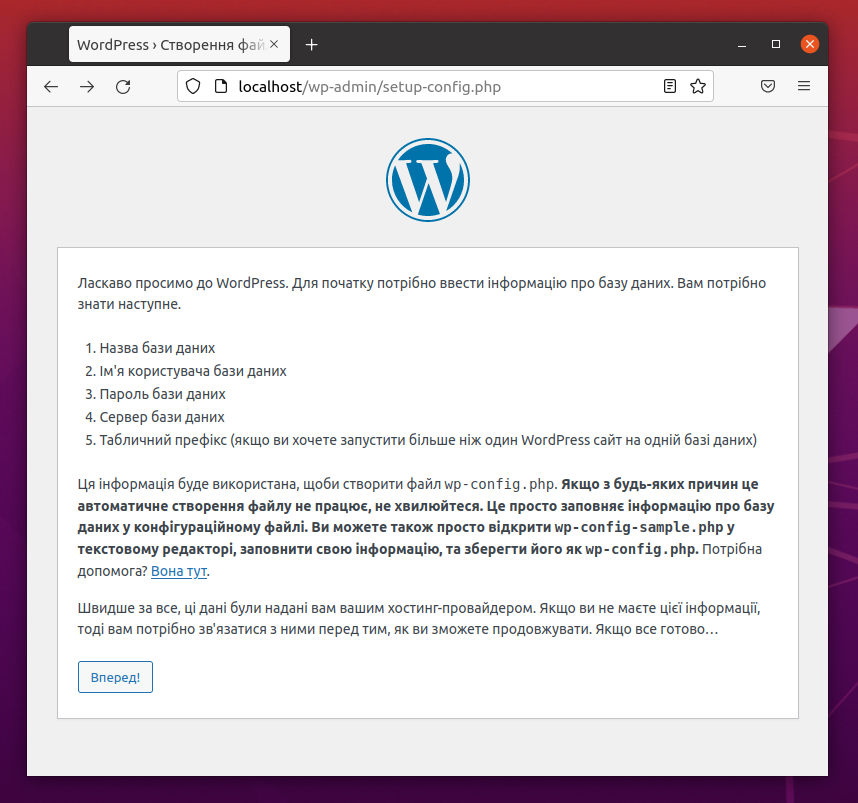 WordPress › Створення фай
localhost/wp-admin/setup-config.php
Ласкаво просимо до WordPress. Для початку потрібно ввести інформацію про базу даних. Вам потрібно
знати наступне.
1. Назва бази даних
2. Ім'я користувача бази даних
3. Пароль бази даних
4. Сервер бази даних
5. Табличний префікс (якщо ви хочете запустити більше ніж один WordPress сайт на одній базі даних)
Ця інформація буде використана, щоби створити файл wp-config.php. Якщо з будь-яких причин це
автоматичне створення файлу не працює, не хвилюйтеся. Це просто заповняє інформацію про базу
даних у конфігураційному файлі. Ви можете також просто відкрити wp-config-sample.php у
текстовому редакторі, заповнити свою інформацію, та зберегти його як wp-config.php. Потрібна
допомога? Вона тут.
Швидше за все, ці дані були надані вам вашим хостинг-провайдером. Якщо ви не маєте цієї інформації,
тоді вам потрібно зв'язатися з ними перед тим, як ви зможете продовжувати. Якщо все готово…
Вперед!